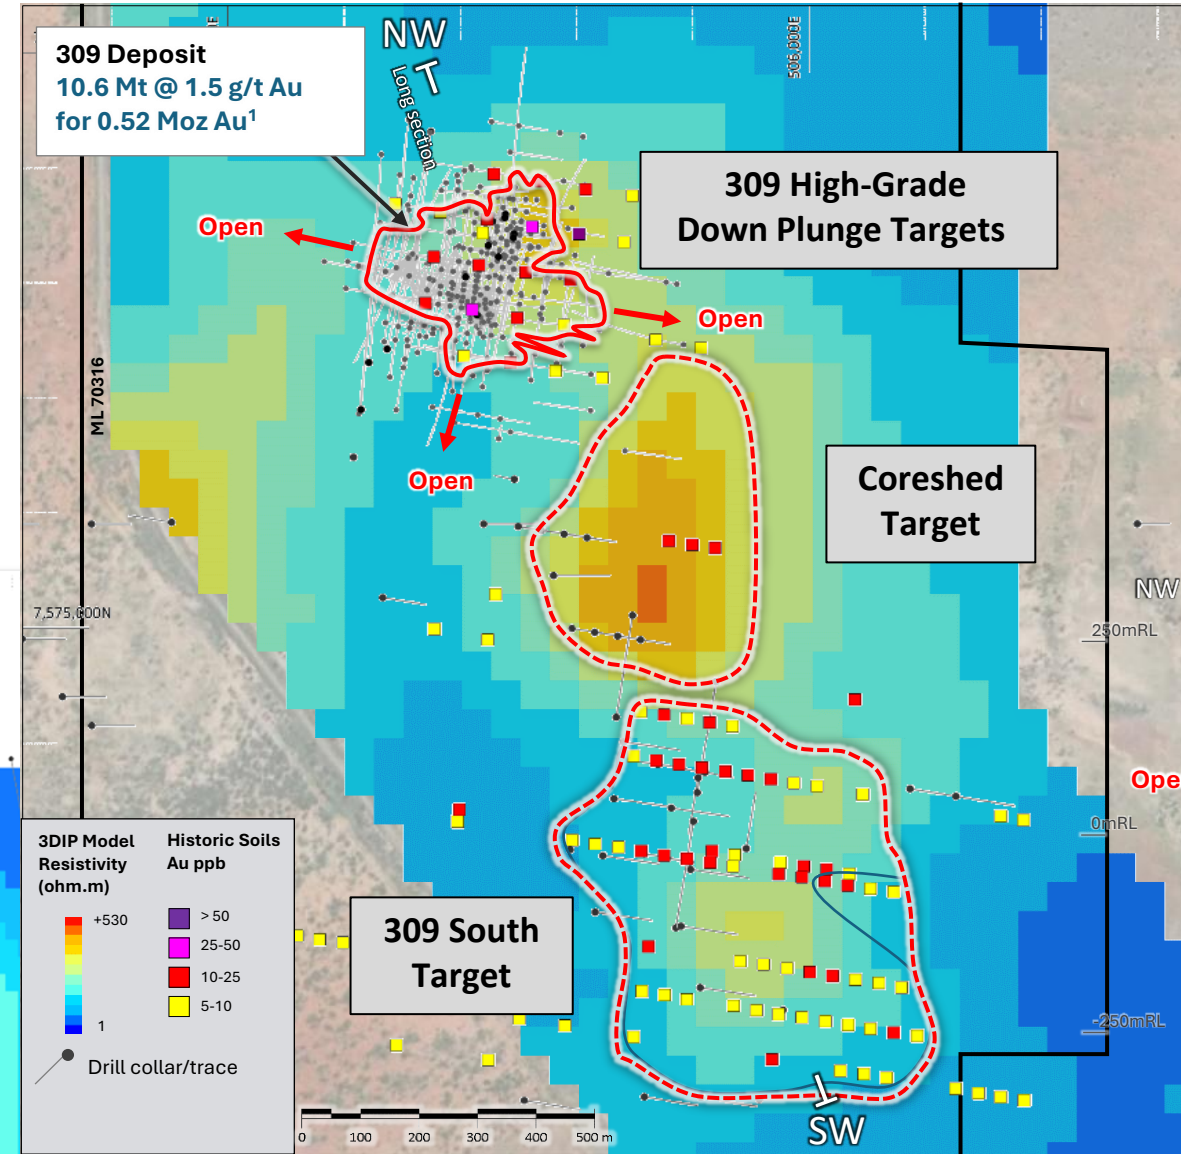 NW
Long section
309 Deposit
10.6 Mt @ 1.5 g/t Au
for 0.52 Moz Au1
506,000E
309 High-Grade
Down Plunge Targets
Open
Open
Open
ML 70316
Coreshed
Target
7,575,000N
NW
250mRL
Ope
0mRL
-250mRL
309 South
Target
3DIP Model
Resistivity
(ohm.m)
+530
1
Historic Soils
Au ppb
> 50
25-50
10-25
5-10
Drill collar/trace
0 100 200 300 400 500 m
SW